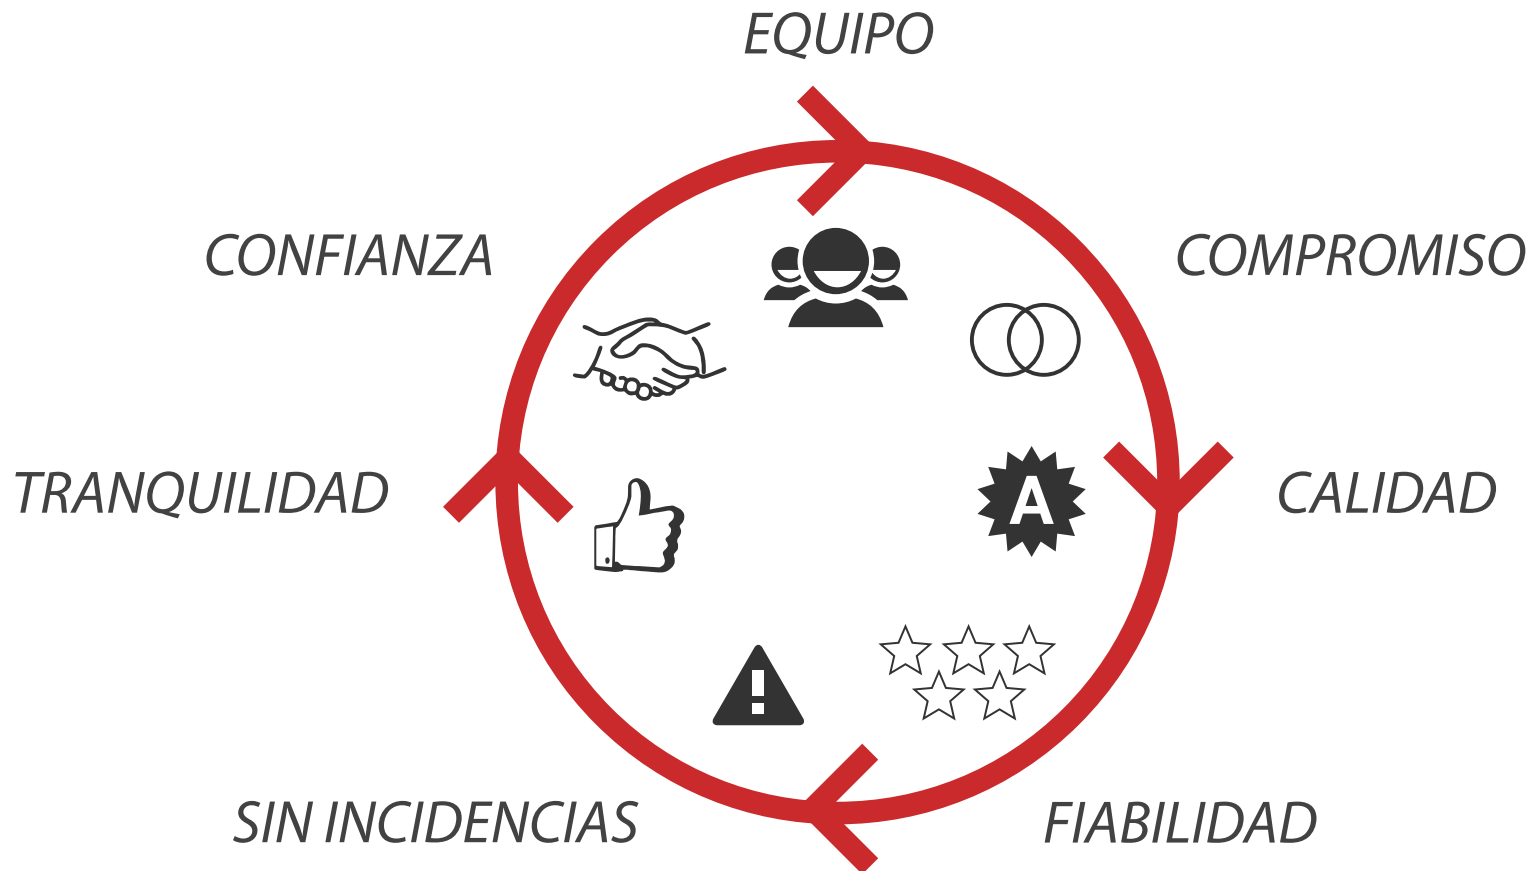 EQUIPO
CONFIANZA
COMPROMISO
TRANQUILIDAD
A
CALIDAD
SIN INCIDENCIAS
FIABILIDAD